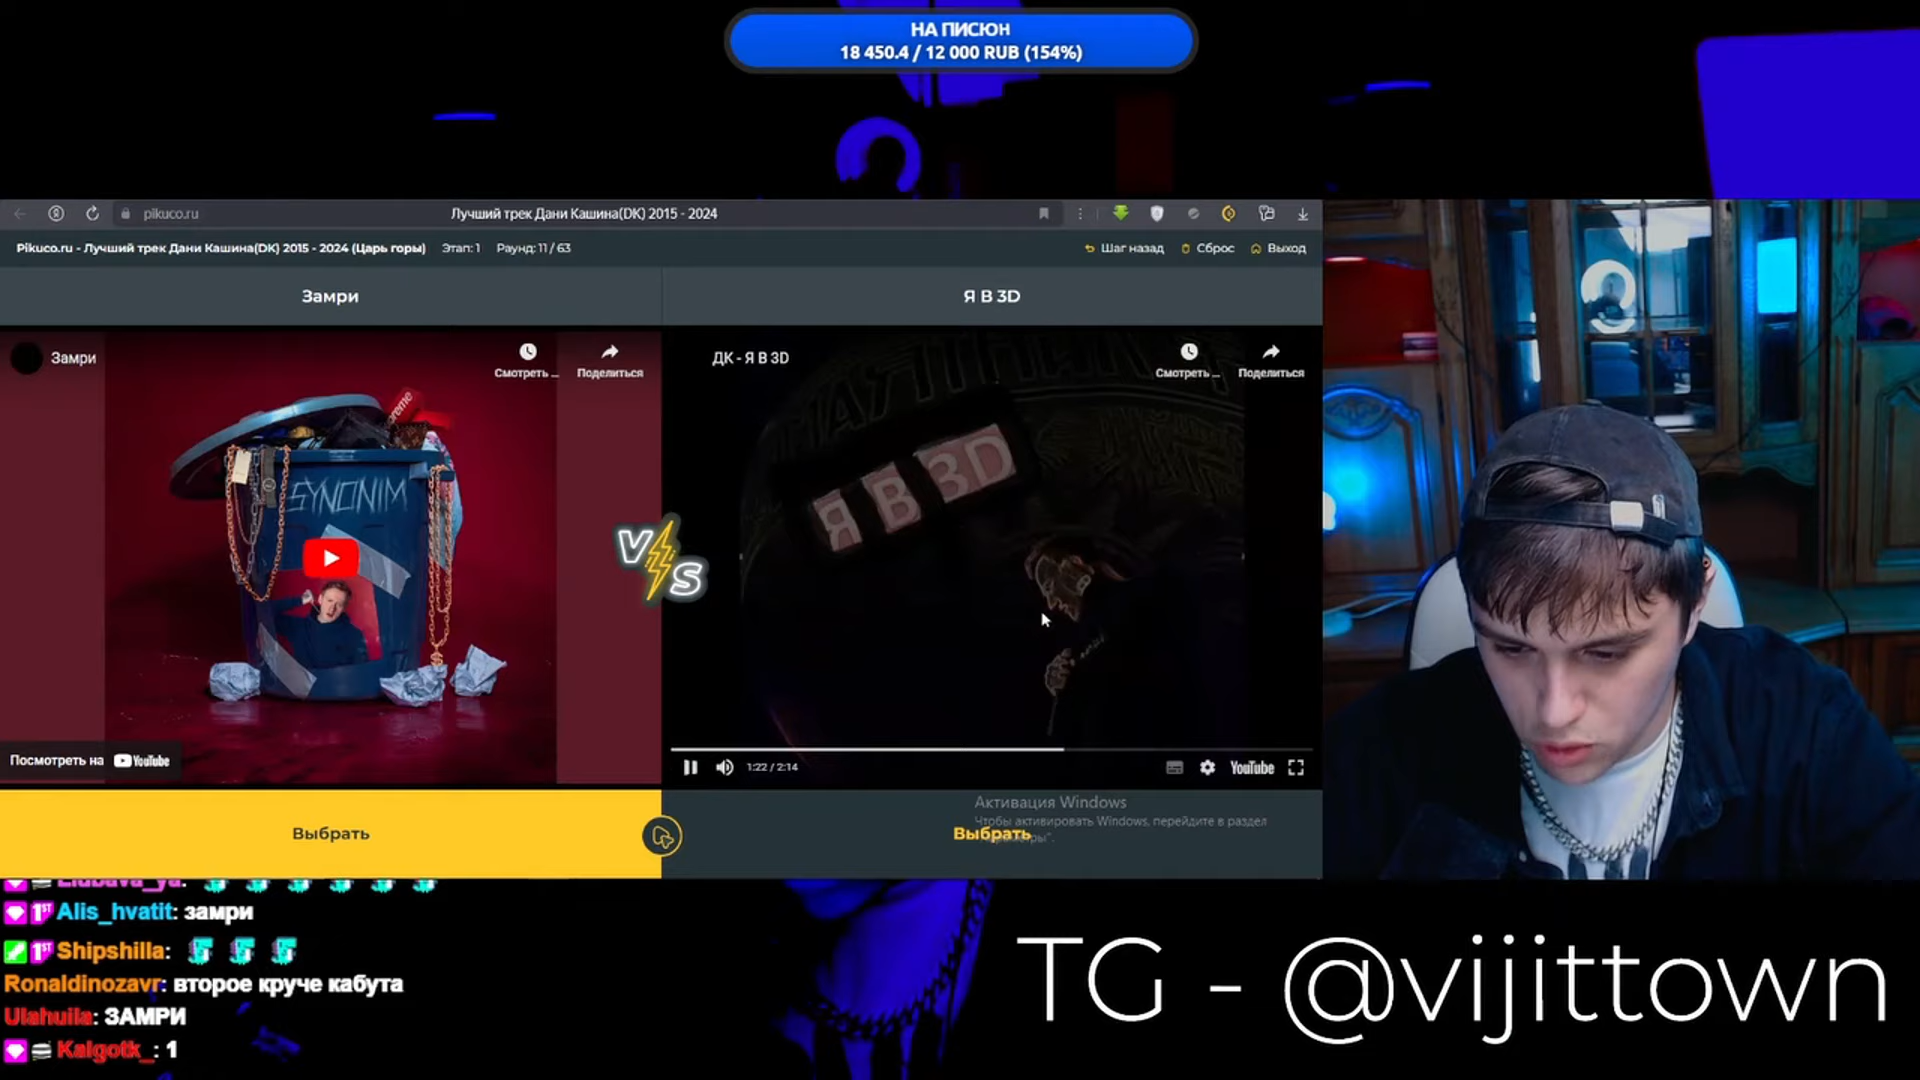 НА ПИСЮН
18 450.4 / 12 000 RUB (154%)
pikuco.ru
Лучший трек Дани Кашина(DK) 2015 - 2024
Pikuco.ru - Лучший трек Дани Кашина(DK) 2015 - 2024 (Царь горы)
Этап: 1
Раунд: 11 / 63
Шаг назад
Сброс
Выход
Замри
Я В 3D
Замри
Смотреть ...
Поделиться
ДК - Я В 3D
Смотреть ...
Поделиться
Я В 3D
SYNONIM
VS
Посмотреть на YouTube
1:22 / 2:14
YouTube
Выбрать
Выбрать
Активация Windows
Чтобы активировать Windows, перейдите в раздел
Elubava_ya:
Alis_hvatit: замри
Shipshilla:
Ronaldinozavr: второе круче кабута
Ulahuila: ЗАМРИ
Kalgotk_: 1
TG - @vijittown